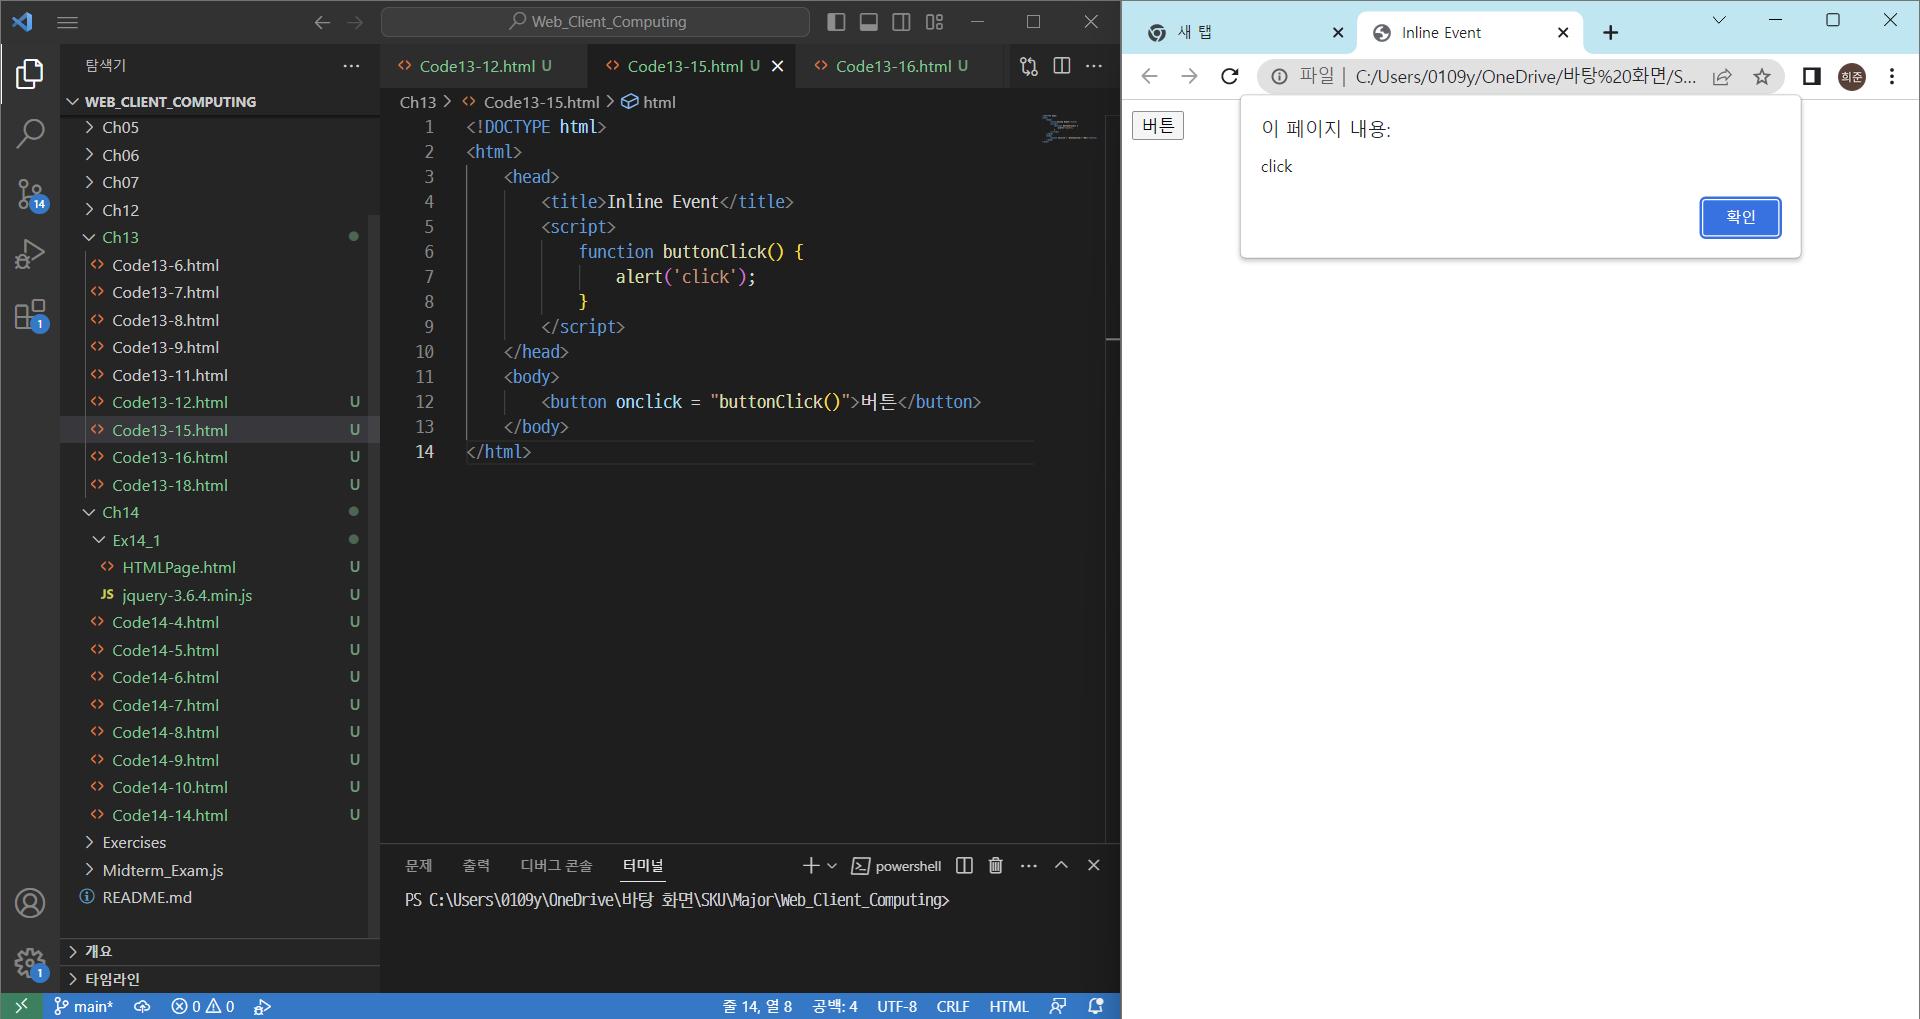 Web_Client_Computing
탐색기
WEB_CLIENT_COMPUTING
Ch05
Ch06
Ch07
Ch12
Ch13
Code13-6.html
Code13-7.html
Code13-8.html
Code13-9.html
Code13-11.html
Code13-12.html U
Code13-15.html U
Code13-16.html U
Code13-18.html U
Ch14
Ex14_1
HTMLPage.html U
JS jquery-3.6.4.min.js U
Code14-4.html U
Code14-5.html U
Code14-6.html U
Code14-7.html U
Code14-8.html U
Code14-9.html U
Code14-10.html U
Code14-14.html U
Exercises
Midterm_Exam.js
README.md
개요
타임라인
14
1
1
Code13-12.html U Code13-15.html U Code13-16.html U
Ch13 > Code13-15.html > html
1 <!DOCTYPE html>
2 <html>
3 <head>
4 <title>Inline Event</title>
5 <script>
6 function buttonClick() {
7 alert('click');
8 }
9 </script>
10 </head>
11 <body>
12 <button onclick = "buttonClick()">버튼</button>
13 </body>
14 </html>
문제 출력 디버그 콘솔 터미널 powershell
PS C:\Users\0109y\OneDrive\바탕 화면\SKU\Major\Web_Client_Computing>
main* 0 0 줄 14, 열 8 공백: 4 UTF-8 CRLF HTML
새 탭 Inline Event
파일 | C:/Users/0109y/OneDrive/바탕%20화면/S... 희준
버튼
이 페이지 내용:
click
확인